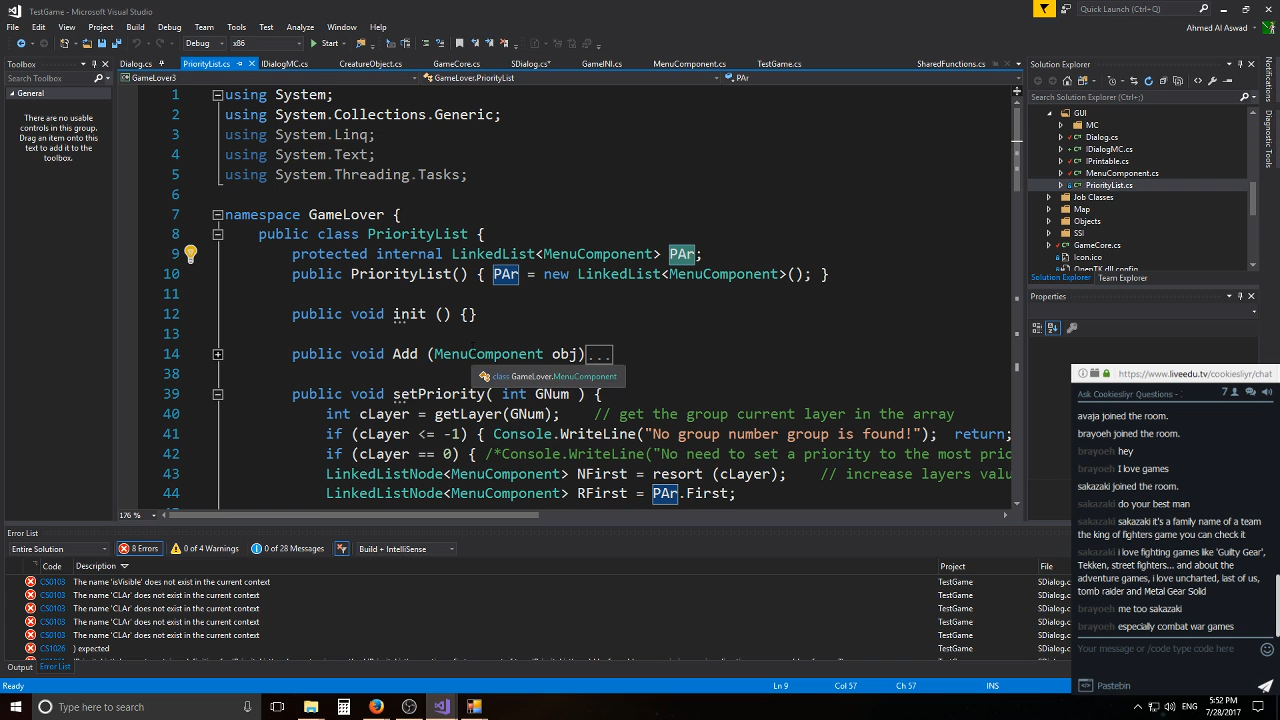 TestGame - Microsoft Visual Studio
Quick Launch (Ctrl+Q)
File Edit View Project Build Debug Team Tools Test Analyze Window Help
Ahmed Al Aswad
Debug x86 Start
Toolbox
Search Toolbox
General
There are no usable
controls in this group.
Drag an item onto this
text to add it to the
toolbox.
Dialog.cs PriorityList.cs IDialogMC.cs CreatureObject.cs GameCore.cs SDialog.cs* GameINI.cs MenuComponent.cs TestGame.cs SharedFunctions.cs
GameLover3 GameLover.PriorityList PAr
1 using System;
2 using System.Collections.Generic;
3 using System.Linq;
4 using System.Text;
5 using System.Threading.Tasks;
6
7 namespace GameLover {
8 public class PriorityList {
9 protected internal LinkedList<MenuComponent> PAr;
10 public PriorityList() { PAr = new LinkedList<MenuComponent>(); }
11
12 public void init () {}
13
14 public void Add (MenuComponent obj)...
class GameLover.MenuComponent
38
39 public void setPriority( int GNum ) {
40 int cLayer = getLayer(GNum); // get the group current layer in the array
41 if (cLayer <= -1) { Console.WriteLine("No group number group is found!"); return;
42 if (cLayer == 0) { /*Console.WriteLine("No need to set a priority to the most prio
43 LinkedListNode<MenuComponent> NFirst = resort (cLayer); // increase layers valu
44 LinkedListNode<MenuComponent> RFirst = PAr.First;
176 %
Solution Explorer
Search Solution Explorer (Ctrl+;)
GUI
MC
Dialog.cs
IDialogMC.cs
IPrintable.cs
MenuComponent.cs
PriorityList.cs
Job Classes
Map
Objects
SSI
GameCore.cs
Icon.ico
OpenTK.dll.config
Solution Explorer Team Explorer
Properties
Notifications
Diagnostic Tools
Error List
Entire Solution 8 Errors 0 of 4 Warnings 0 of 28 Messages Build + IntelliSense
Code Description Project File
CS0103 The name 'isVisible' does not exist in the current context TestGame SDialog.cs
CS0103 The name 'CLAr' does not exist in the current context TestGame SDialog.cs
CS0103 The name 'CLAr' does not exist in the current context TestGame SDialog.cs
CS0103 The name 'CLAr' does not exist in the current context TestGame SDialog.cs
CS0103 The name 'CLAr' does not exist in the current context TestGame SDialog.cs
CS1026 ) expected TestGame SDialog.cs
Output Error List
Ready Ln 9 Col 57 Ch 57 INS
https://www.liveedu.tv/cookiesliyr/chat
Ask Cookiesliyr Questions - 7
avaja joined the room.
brayoeh joined the room.
brayoeh hey
brayoeh I love games
sakazaki joined the room.
sakazaki do your best man
sakazaki sakazaki it's a family name of a team
the king of fighters game you can check it
sakazaki i love fighting games like 'Guilty Gear',
Tekken, street fighters... and about the
adventure games, i love uncharted, last of us,
tomb raider and Metal Gear Solid
brayoeh me too sakazaki
brayoeh especially combat war games
Your message or /code type code here
Pastebin
Type here to search
ENG
5:52 PM
7/28/2017